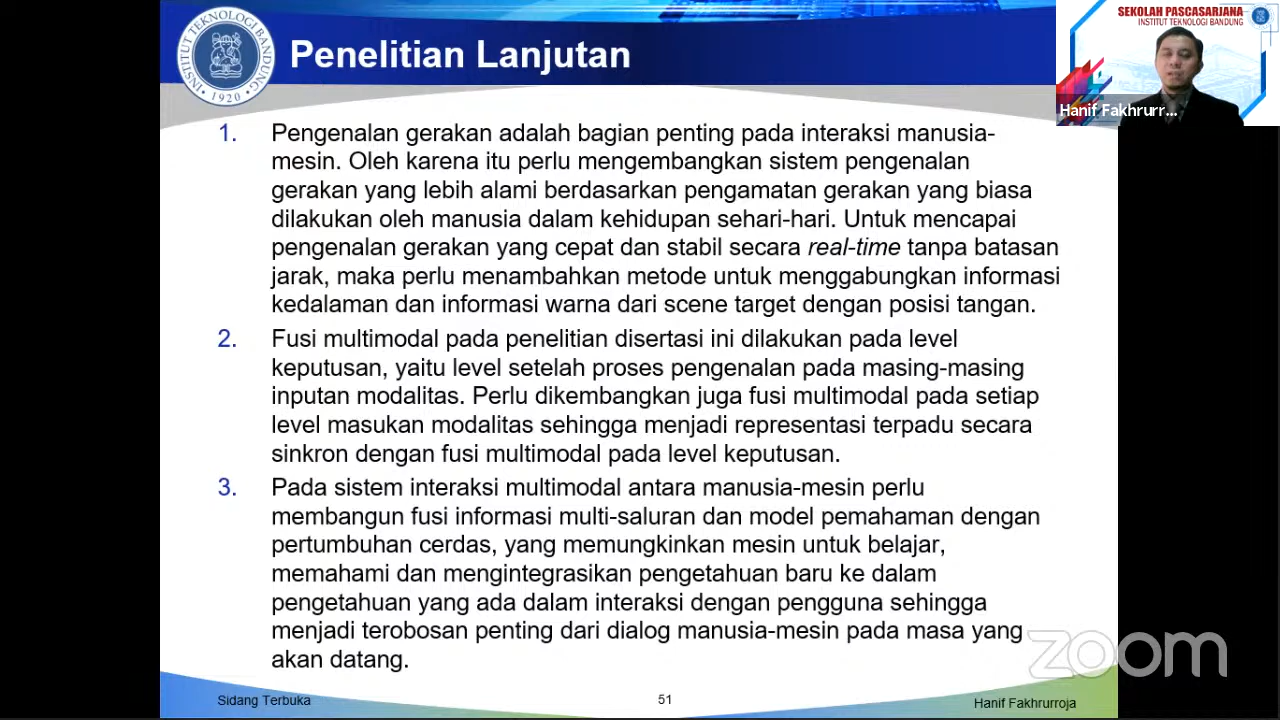 Penelitian Lanjutan
SEKOLAH PASCASARJANA
INSTITUT TEKNOLOGI BANDUNG
Hanif Fakhrurr...
INSTITUT TEKNOLOGI BANDUNG
1920
1. Pengenalan gerakan adalah bagian penting pada interaksi manusia-
mesin. Oleh karena itu perlu mengembangkan sistem pengenalan
gerakan yang lebih alami berdasarkan pengamatan gerakan yang biasa
dilakukan oleh manusia dalam kehidupan sehari-hari. Untuk mencapai
pengenalan gerakan yang cepat dan stabil secara real-time tanpa batasan
jarak, maka perlu menambahkan metode untuk menggabungkan informasi
kedalaman dan informasi warna dari scene target dengan posisi tangan.
2. Fusi multimodal pada penelitian disertasi ini dilakukan pada level
keputusan, yaitu level setelah proses pengenalan pada masing-masing
inputan modalitas. Perlu dikembangkan juga fusi multimodal pada setiap
level masukan modalitas sehingga menjadi representasi terpadu secara
sinkron dengan fusi multimodal pada level keputusan.
3. Pada sistem interaksi multimodal antara manusia-mesin perlu
membangun fusi informasi multi-saluran dan model pemahaman dengan
pertumbuhan cerdas, yang memungkinkan mesin untuk belajar,
memahami dan mengintegrasikan pengetahuan baru ke dalam
pengetahuan yang ada dalam interaksi dengan pengguna sehingga
menjadi terobosan penting dari dialog manusia-mesin pada masa yang
akan datang.
zoom
Sidang Terbuka
51
Hanif Fakhrurroja